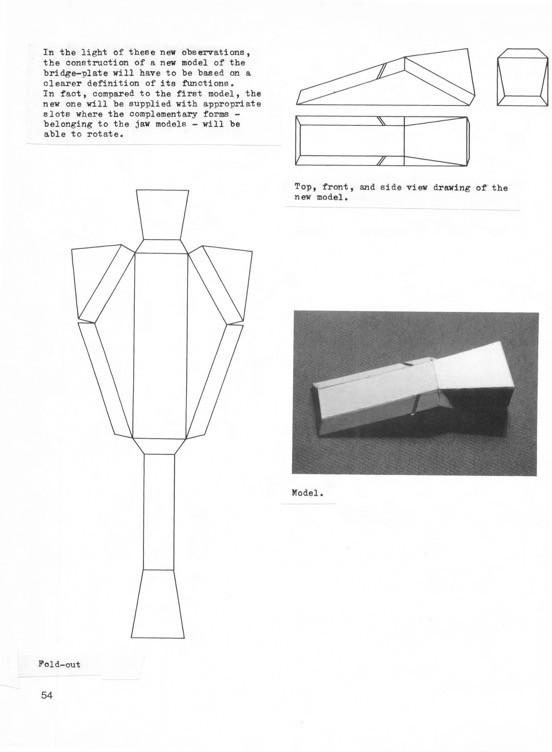 In the light of these new observations,
the construction of a new model of the
bridge-plate will have to be based on a
clearer definition of its functions.
In fact, compared to the first model, the
new one will be supplied with appropriate
slots where the complementary forms -
belonging to the jaw models - will be
able to rotate.
Top, front, and side view drawing of the
new model.
Model.
Fold-out
54